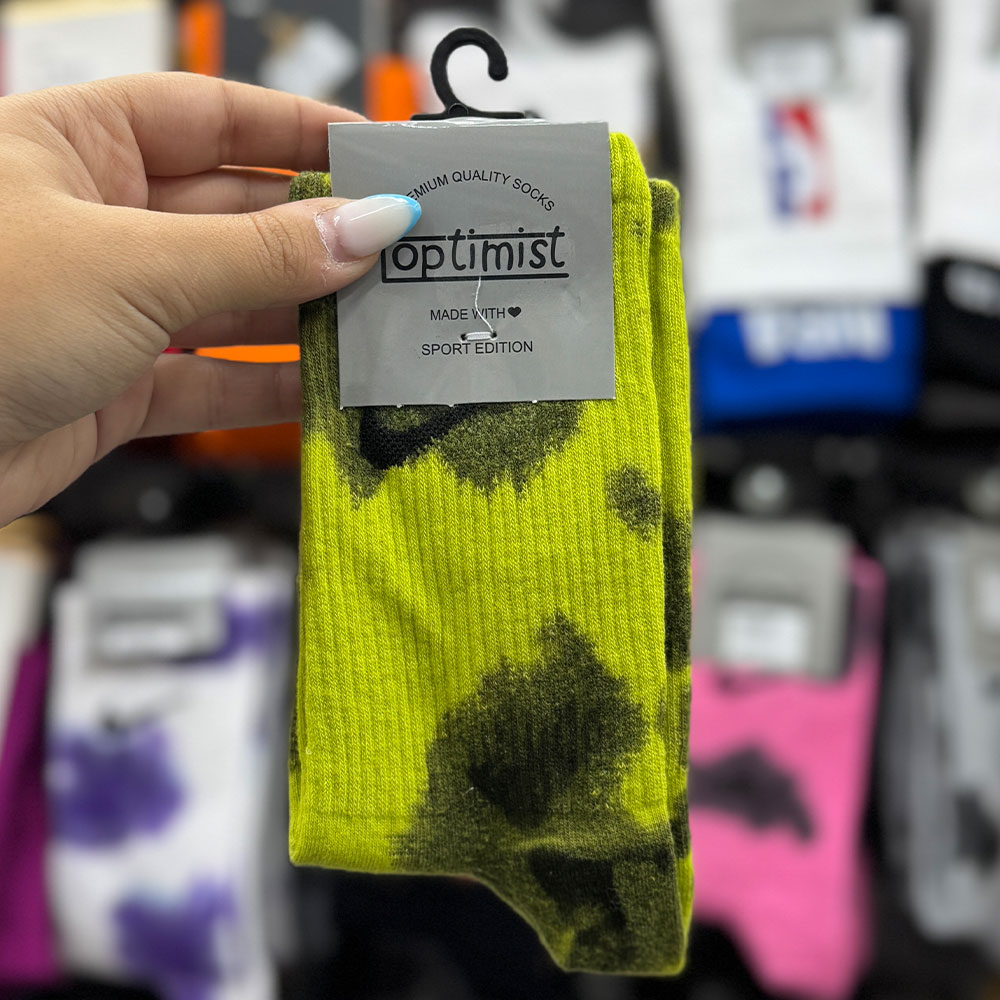 EMIUM QUALITY SOCKS
optimist
MADE WITH❤
SPORT EDITION